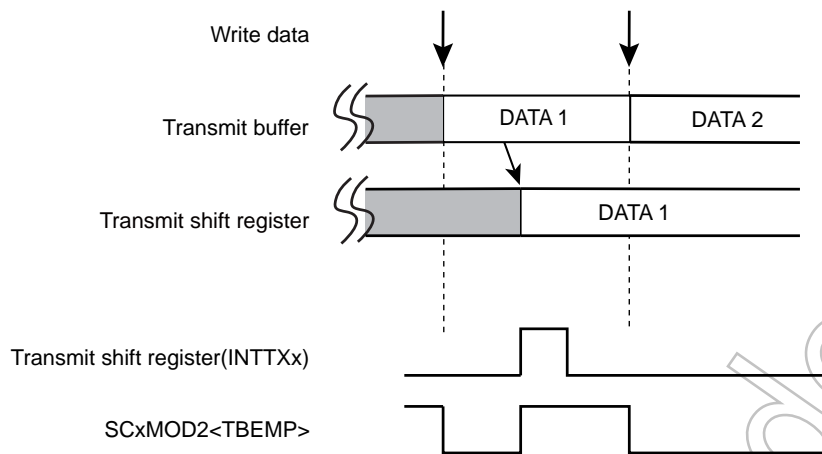 Write data
Transmit buffer
DATA 1
DATA 2
Transmit shift register
DATA 1
Transmit shift register(INTTXx)
SCxMOD2<TBEMP>